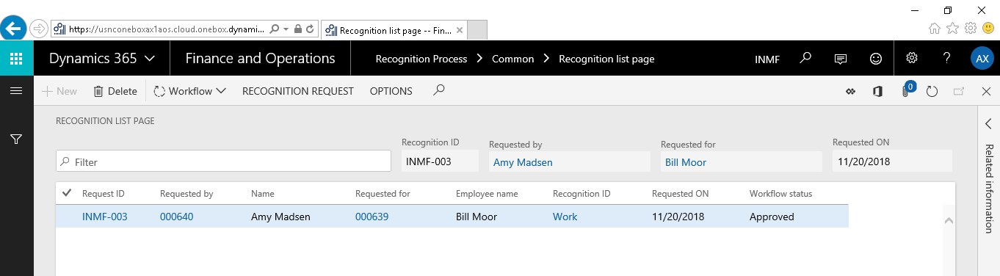 https://usnconeboxax1aos.cloud.onebox.dynami... Recognition list page -- Fin...
Dynamics 365 Finance and Operations Recognition Process Common Recognition list page INMF ? AX
New Delete Workflow RECOGNITION REQUEST OPTIONS 0
RECOGNITION LIST PAGE
Recognition ID Requested by Requested for Requested ON
Filter INMF-003 Amy Madsen Bill Moor 11/20/2018
Request ID Requested by Name Requested for Employee name Recognition ID Requested ON Workflow status
INMF-003 000640 Amy Madsen 000639 Bill Moor Work 11/20/2018 Approved
Related information